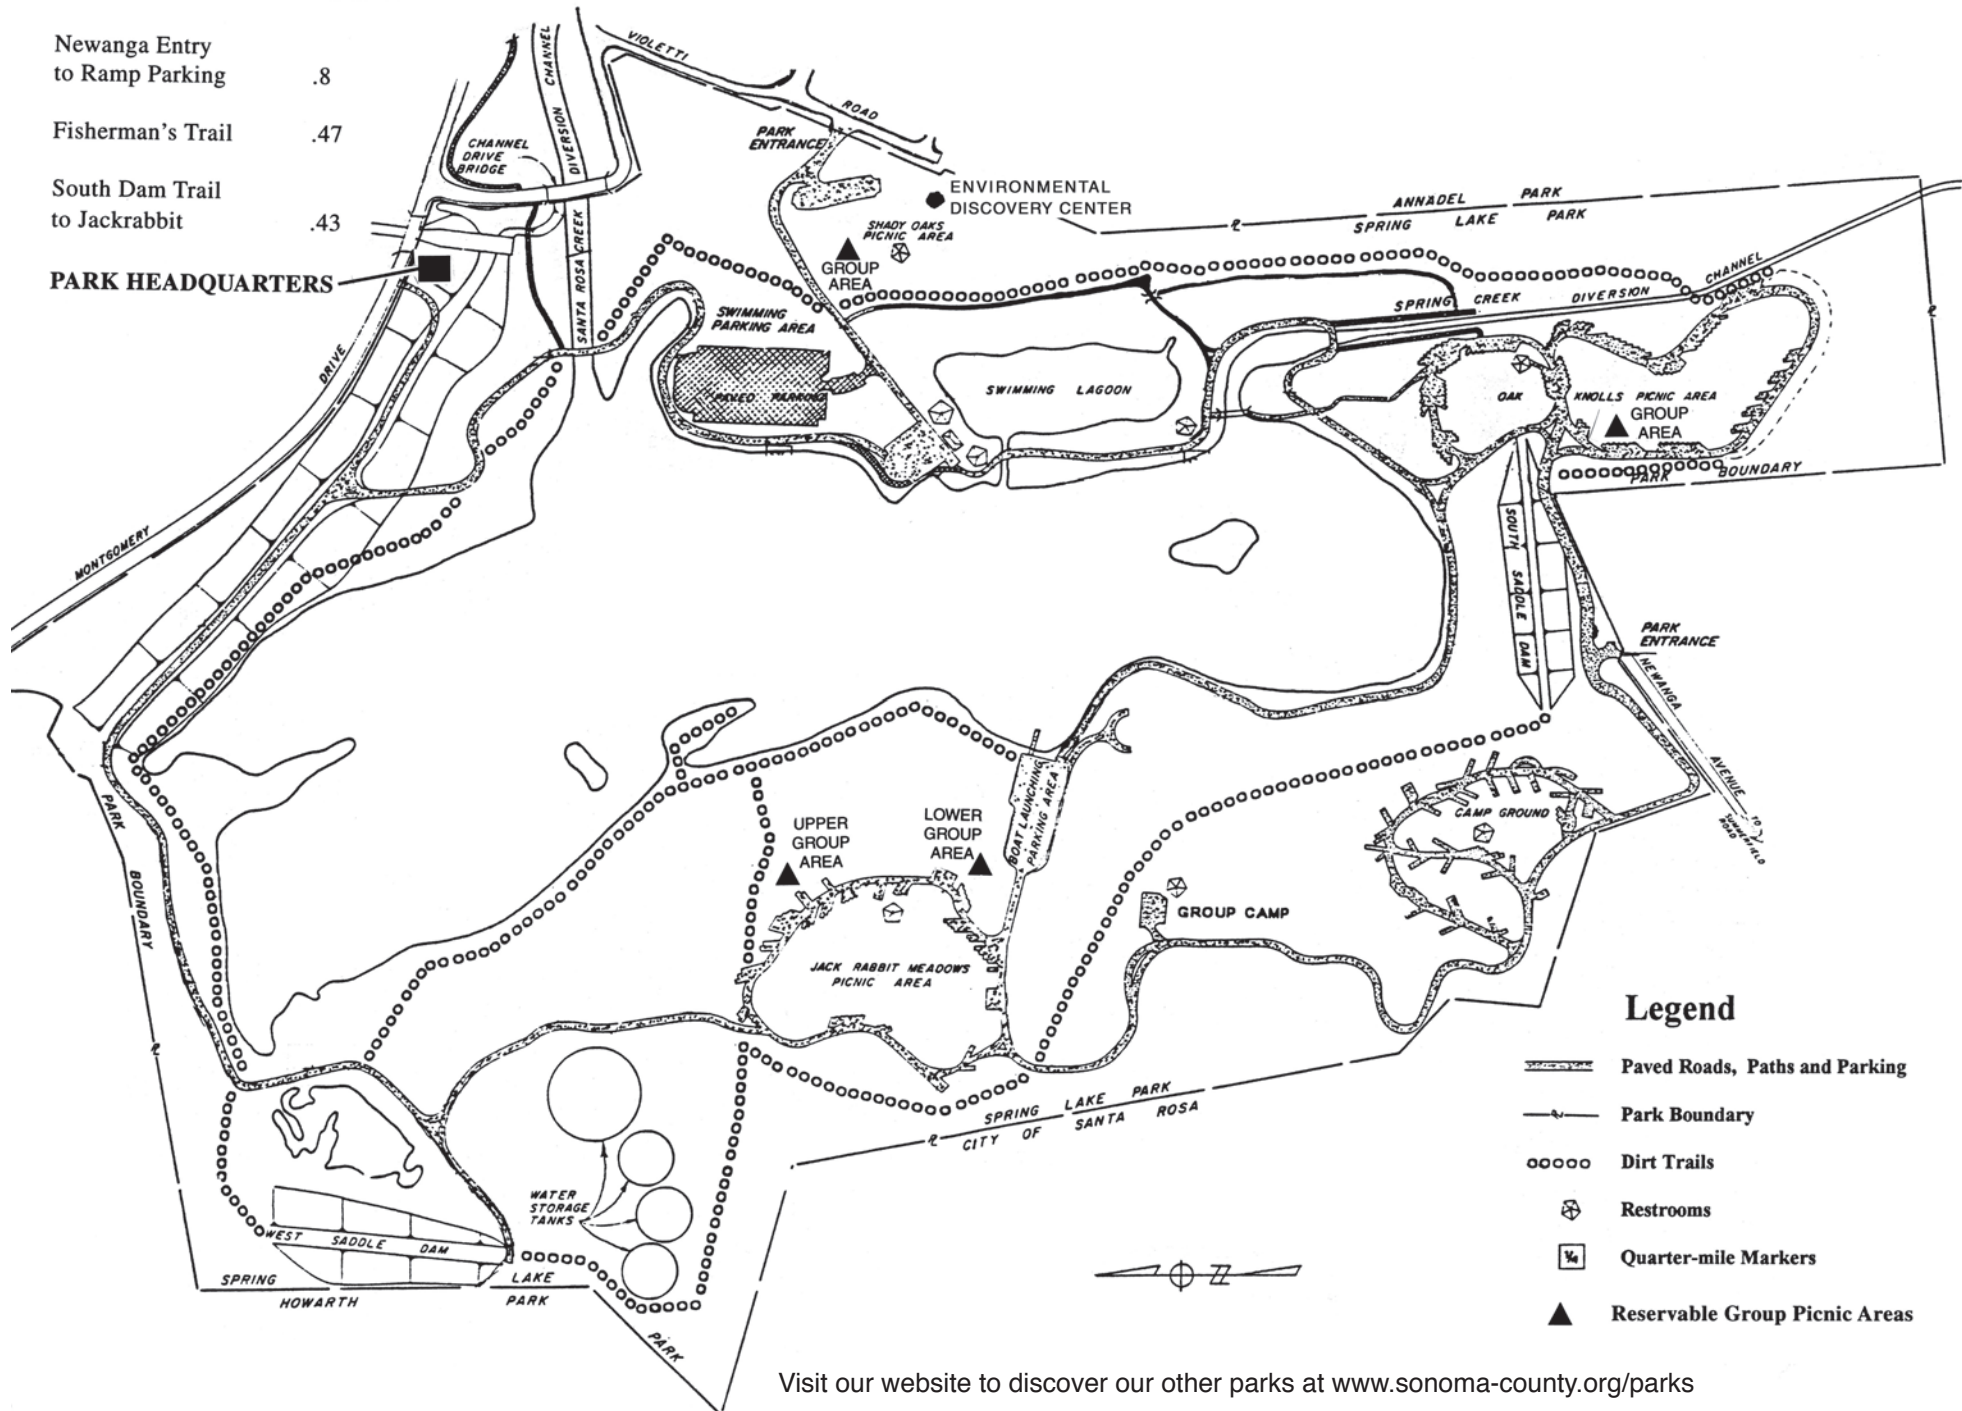 Newanga Entry
to Ramp Parking .8
Fisherman's Trail .47
South Dam Trail
to Jackrabbit .43
PARK HEADQUARTERS
CHANNEL
DRIVE
BRIDGE
DIVERSION CHANNEL
SANTA ROSA CREEK
VIOLETTI
ROAD
PARK
ENTRANCE
ENVIRONMENTAL
DISCOVERY CENTER
SHADY OAKS
PICNIC AREA
GROUP
AREA
ANNADEL PARK
SPRING LAKE PARK
SWIMMING
PARKING AREA
PAVED PARKING
SWIMMING LAGOON
SPRING CREEK DIVERSION CHANNEL
OAK KNOLLS PICNIC AREA
GROUP
AREA
PARK BOUNDARY
MONTGOMERY DRIVE
SOUTH SADDLE DAM
PARK
ENTRANCE
NEWANGA AVENUE
TO
SUMMERFIELD
ROAD
PARK BOUNDARY
UPPER
GROUP
AREA
LOWER
GROUP
AREA
BOAT LAUNCHING
PARKING AREA
CAMP GROUND
GROUP CAMP
JACK RABBIT MEADOWS
PICNIC AREA
SPRING LAKE PARK
CITY OF SANTA ROSA
WATER
STORAGE
TANKS
WEST SADDLE DAM
SPRING LAKE PARK
HOWARTH PARK
Legend
Paved Roads, Paths and Parking
Park Boundary
Dirt Trails
Restrooms
1/4 Quarter-mile Markers
Reservable Group Picnic Areas
Visit our website to discover our other parks at www.sonoma-county.org/parks